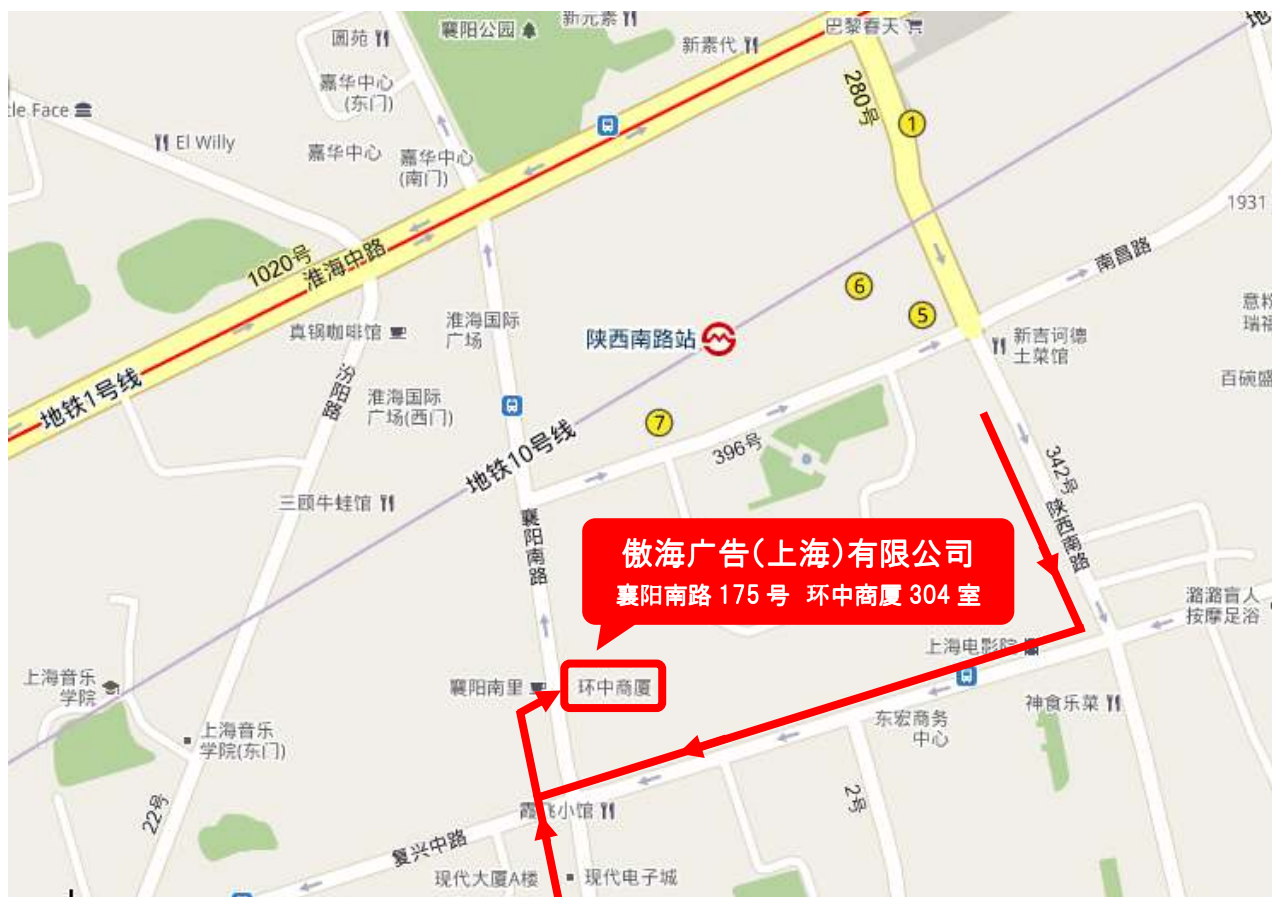 圆苑
襄阳公园
新元素
新素代
巴黎春天
地
嘉华中心
(东门)
280号
1
tle Face
El Willy
嘉华中心
嘉华中心
(南门)
1931
1020号
淮海中路
南昌路
6
5
真锅咖啡馆
淮海国际
广场
陕西南路站
新吉诃德
土菜馆
百碗盛
地铁1号线
汾阳路
淮海国际
广场(西门)
7
396号
地铁10号线
342号
三顾牛蛙馆
襄阳南路
陕西南路
傲海广告(上海)有限公司
襄阳南路 175 号 环中商厦 304 室
潞潞盲人
按摩足浴
上海电影院
上海音乐
学院
襄阳南里
环中商厦
神食乐菜
东宏商务
中心
上海音乐
学院(东门)
22号
2号
霞飞小馆
复兴中路
现代大厦A楼
现代电子城